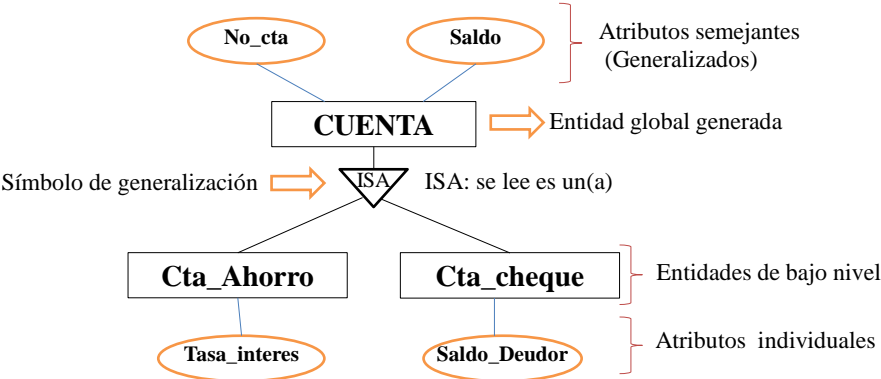 No_cta
Saldo
Atributos semejantes
(Generalizados)
CUENTA
Entidad global generada
Símbolo de generalización
ISA
ISA: se lee es un(a)
Cta_Ahorro
Cta_cheque
Entidades de bajo nivel
Tasa_interes
Saldo_Deudor
Atributos individuales